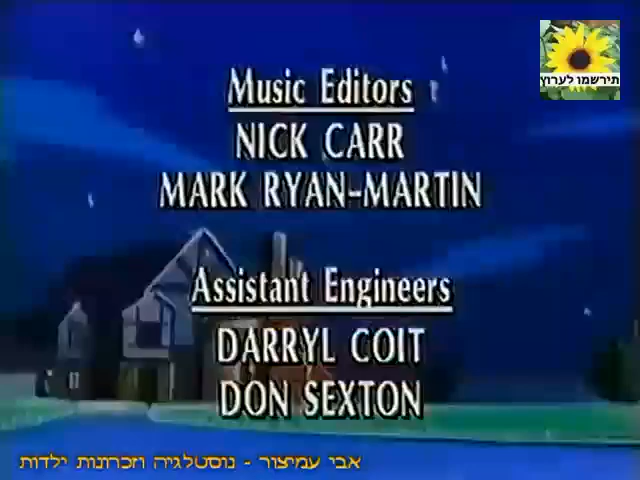 תירשמו לערוץ
Music Editors
NICK CARR
MARK RYAN-MARTIN
Assistant Engineers
DARRYL COIT
DON SEXTON
אבי עמיצור - נוסטלגיה וזכרונות ילדות